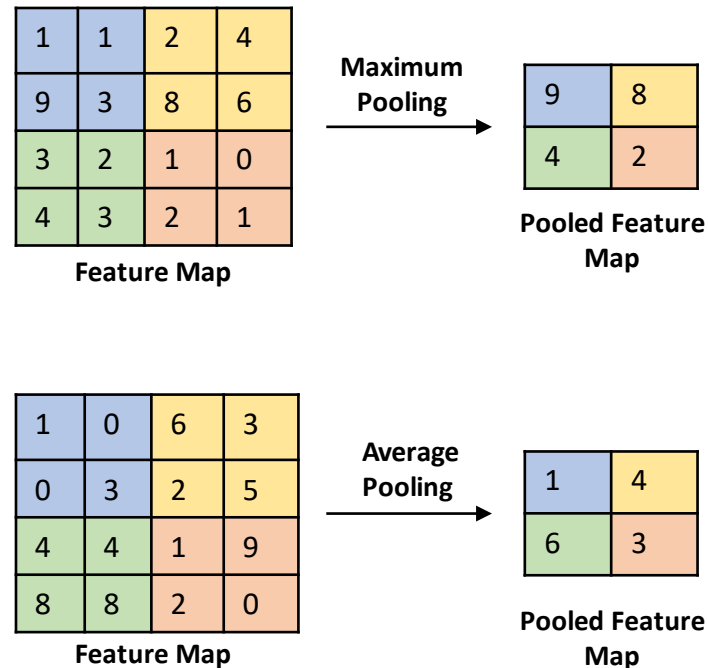 1 1 2 4
9 3 8 6
3 2 1 0
4 3 2 1
Feature Map
Maximum
Pooling
9 8
4 2
Pooled Feature
Map
1 0 6 3
0 3 2 5
4 4 1 9
8 8 2 0
Feature Map
Average
Pooling
1 4
6 3
Pooled Feature
Map